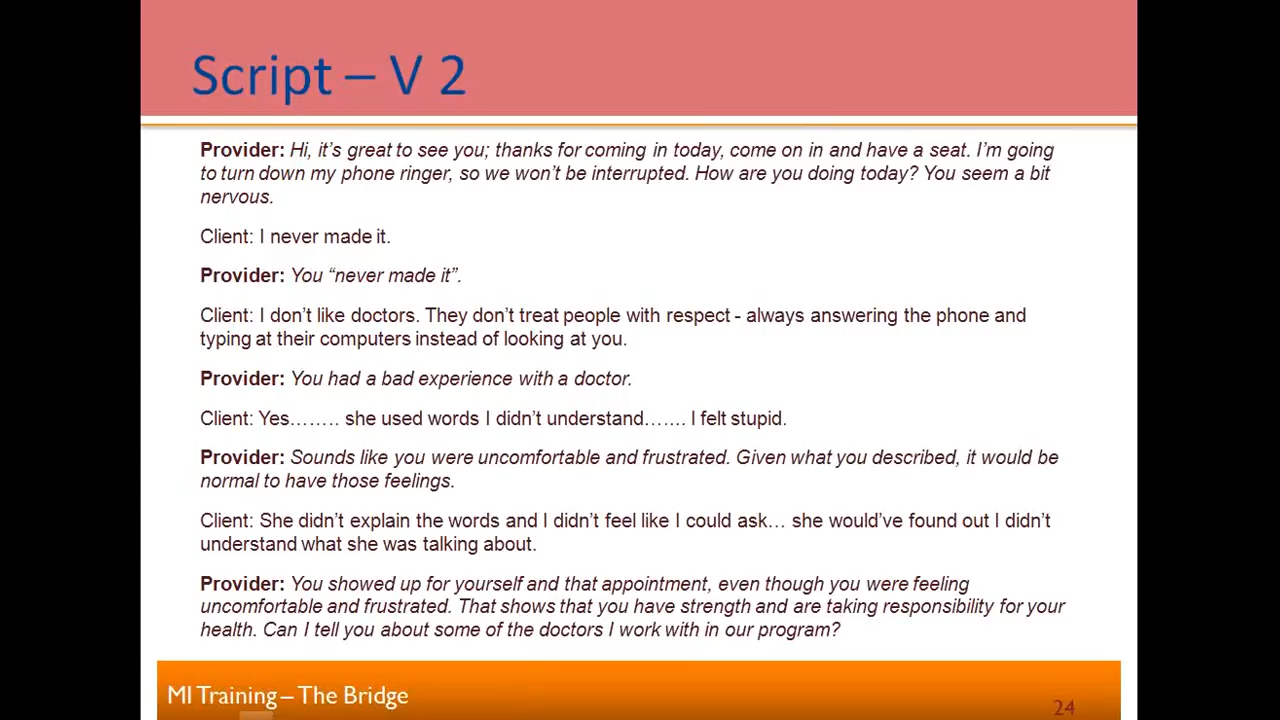 Script – V 2
Provider: Hi, it's great to see you; thanks for coming in today, come on in and have a seat. I'm going
to turn down my phone ringer, so we won't be interrupted. How are you doing today? You seem a bit
nervous.
Client: I never made it.
Provider: You “never made it”.
Client: I don't like doctors. They don't treat people with respect - always answering the phone and
typing at their computers instead of looking at you.
Provider: You had a bad experience with a doctor.
Client: Yes…….. she used words I didn't understand……. I felt stupid.
Provider: Sounds like you were uncomfortable and frustrated. Given what you described, it would be
normal to have those feelings.
Client: She didn't explain the words and I didn't feel like I could ask… she would've found out I didn't
understand what she was talking about.
Provider: You showed up for yourself and that appointment, even though you were feeling
uncomfortable and frustrated. That shows that you have strength and are taking responsibility for your
health. Can I tell you about some of the doctors I work with in our program?
MI Training – The Bridge
24